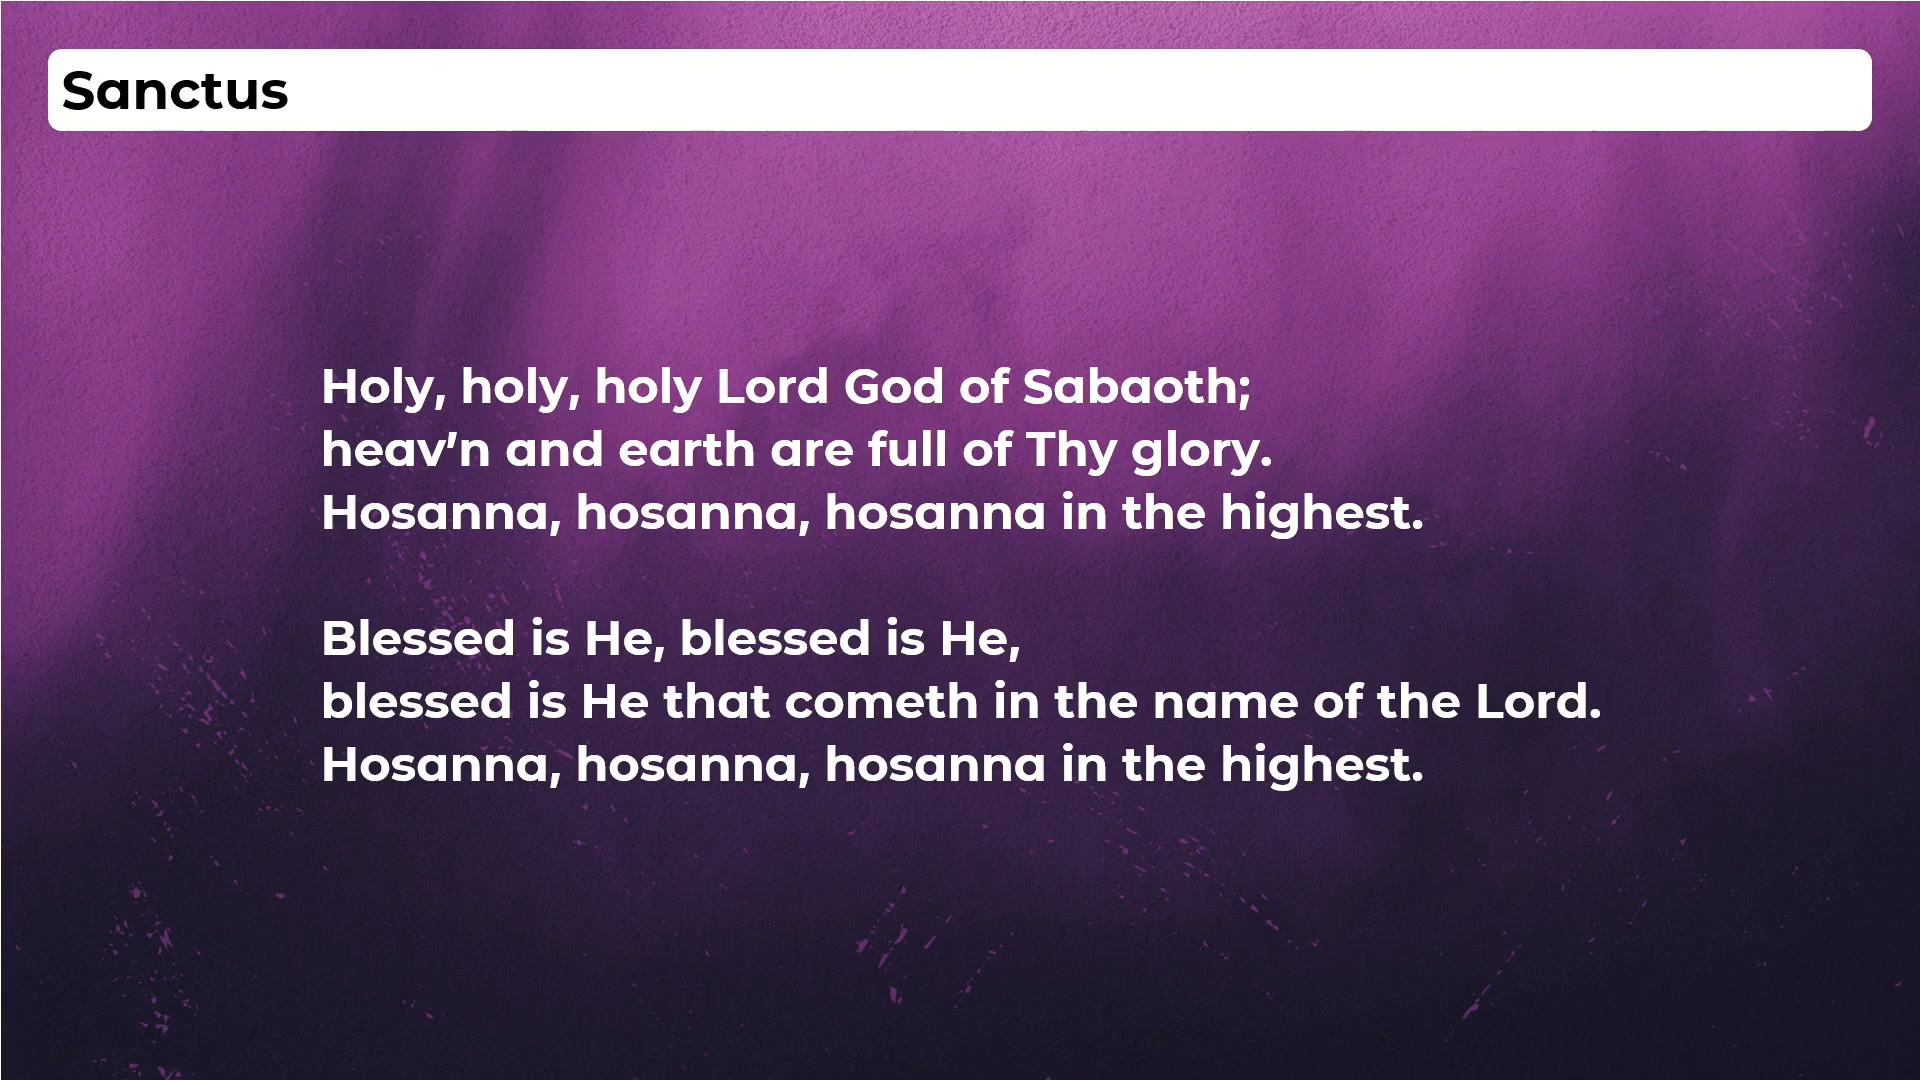 Sanctus
Holy, holy, holy Lord God of Sabaoth;
heav’n and earth are full of Thy glory.
Hosanna, hosanna, hosanna in the highest.
Blessed is He, blessed is He,
blessed is He that cometh in the name of the Lord.
Hosanna, hosanna, hosanna in the highest.